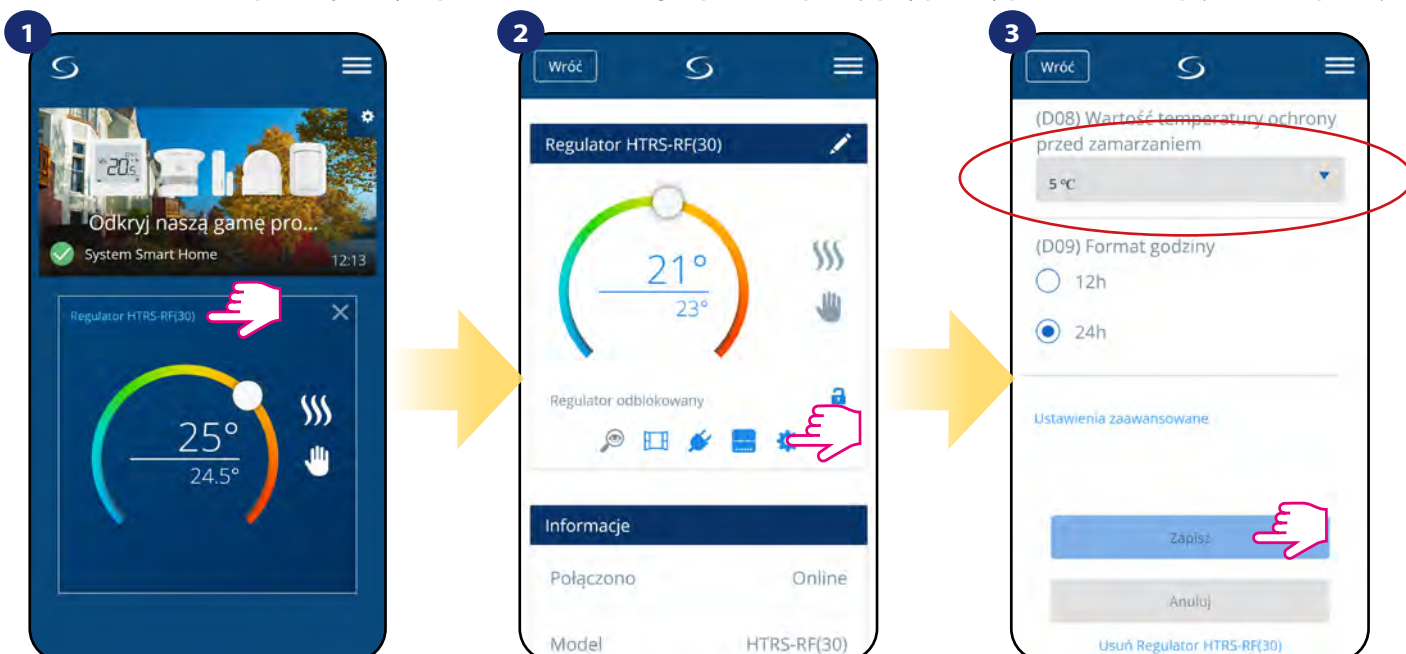 1
Odkryj naszą gamę pro...
System Smart Home
12:13
Regulator HTRS-RF(30)
25°
24.5°
2
Wróć
Regulator HTRS-RF(30)
21°
23°
Regulator odblokowany
Informacje
Połączono Online
Model HTRS-RF(30)
3
Wróć
(D08) Wartość temperatury ochrony
przed zamarzaniem
5 °C
(D09) Format godziny
12h
24h
Ustawienia zaawansowane
Zapisz
Anuluj
Usuń Regulator HTRS-RF(30)